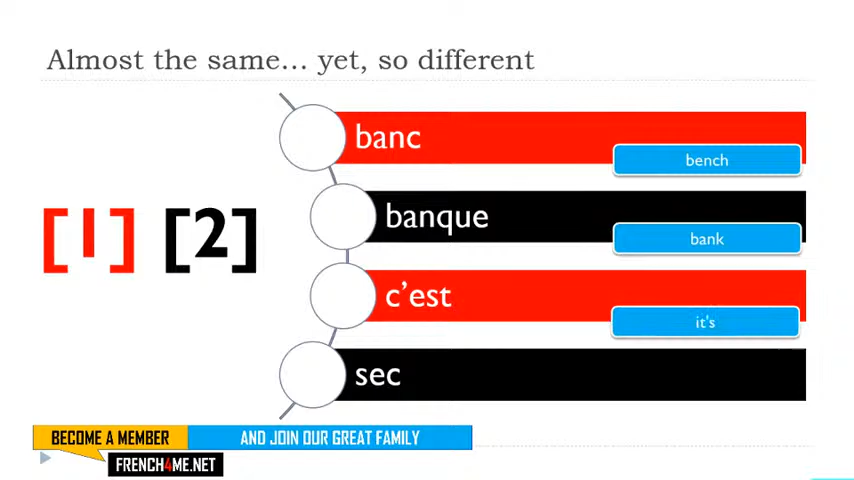 Almost the same... yet, so different
banc
bench
[1] [2]
banque
bank
c'est
it's
sec
BECOME A MEMBER
AND JOIN OUR GREAT FAMILY
FRENCH4ME.NET